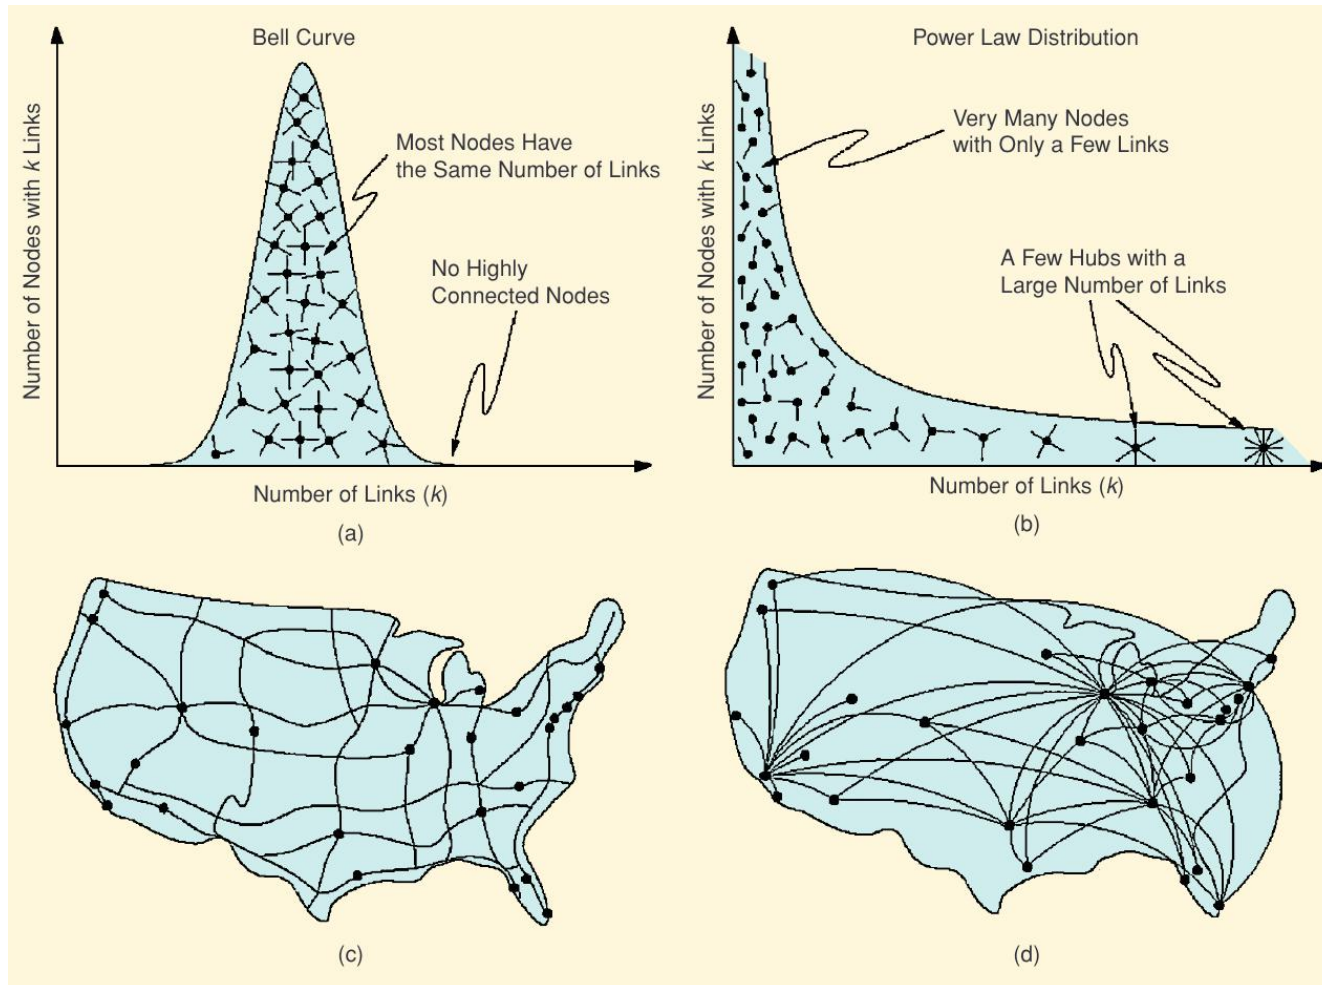 Bell Curve
Number of Nodes with k Links
Most Nodes Have
the Same Number of Links
No Highly
Connected Nodes
Number of Links (k)
(a)
Power Law Distribution
Number of Nodes with k Links
Very Many Nodes
with Only a Few Links
A Few Hubs with a
Large Number of Links
Number of Links (k)
(b)
(c)
(d)